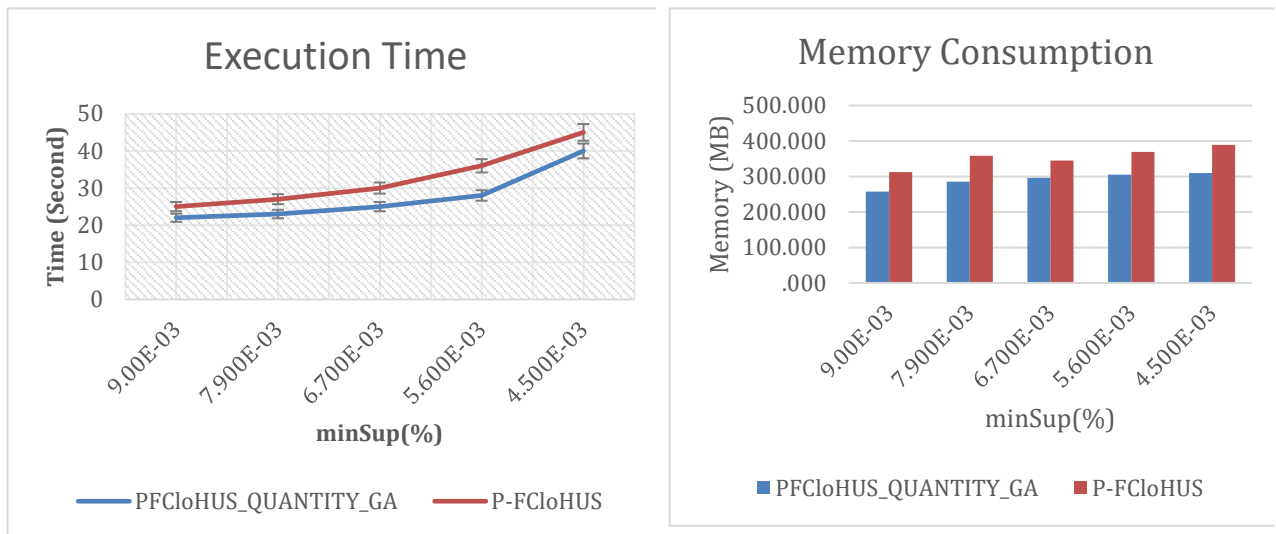 Execution Time
Time (Second)
50
40
30
20
10
0
9.00E-03
7.900E-03
6.700E-03
5.600E-03
4.500E-03
minSup(%)
PFCloHUS_QUANTITY_GA
P-FCloHUS
Memory Consumption
Memory (MB)
500.000
400.000
300.000
200.000
100.000
.000
9.00E-03
7.900E-03
6.700E-03
5.600E-03
4.500E-03
minSup(%)
PFCloHUS_QUANTITY_GA
P-FCloHUS